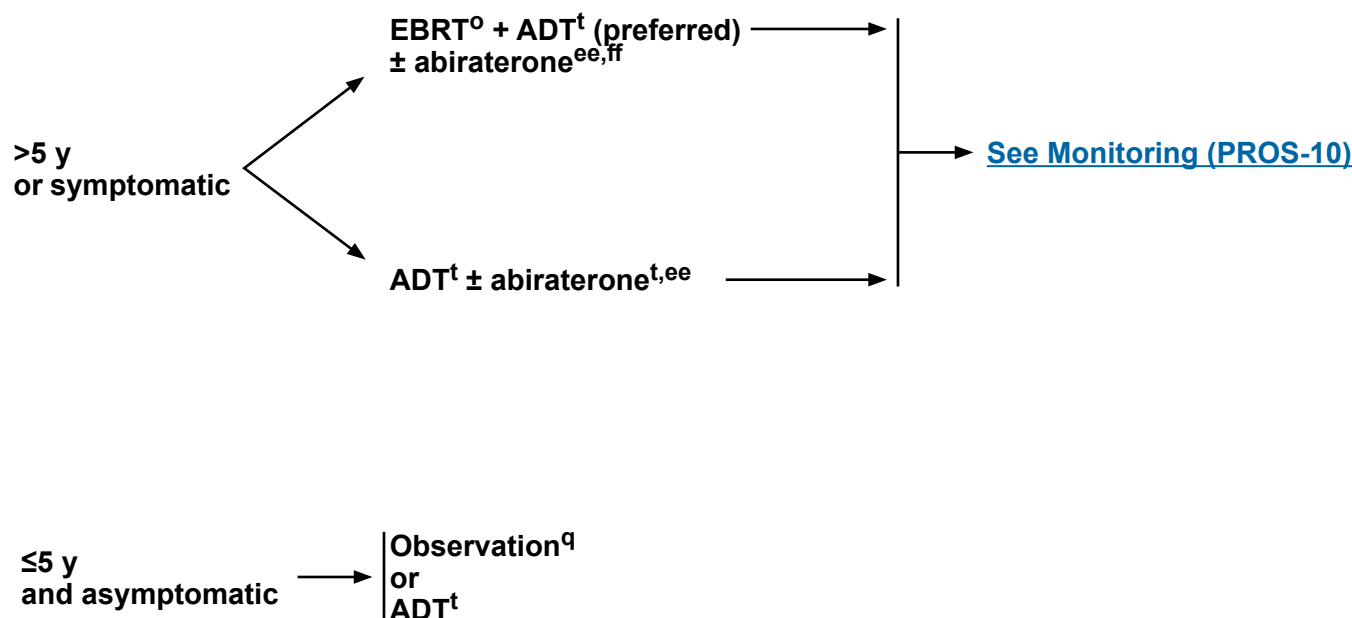 EBRTᵒ + ADTᵗ (preferred)
± abirateroneᵉᵉ,ᶠᶠ
>5 y
or symptomatic
See Monitoring (PROS-10)
ADTᵗ ± abirateroneᵗ,ᵉᵉ
≤5 y
and asymptomatic
Observation^q
or
ADTᵗ